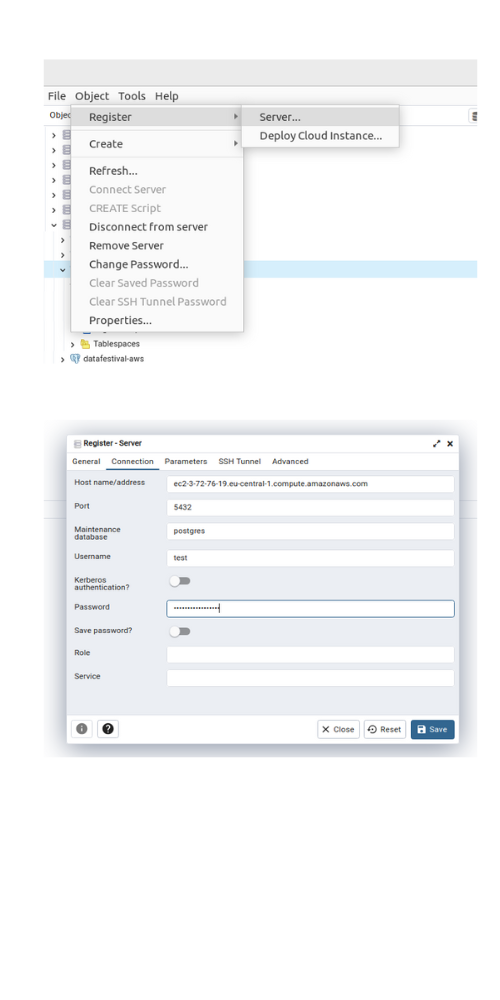 File Object Tools Help
Register
Server...
Deploy Cloud Instance...
Create
Refresh...
Connect Server
CREATE Script
Disconnect from server
Remove Server
Change Password...
Clear Saved Password
Clear SSH Tunnel Password
Properties...
Tablespaces
datafestival-aws
Register - Server
General Connection Parameters SSH Tunnel Advanced
Host name/address ec2-3-72-76-19.eu-central-1.compute.amazonaws.com
Port 5432
Maintenance database postgres
Username test
Kerberos authentication?
Password ••••••••••••••••
Save password?
Role
Service
Close Reset Save